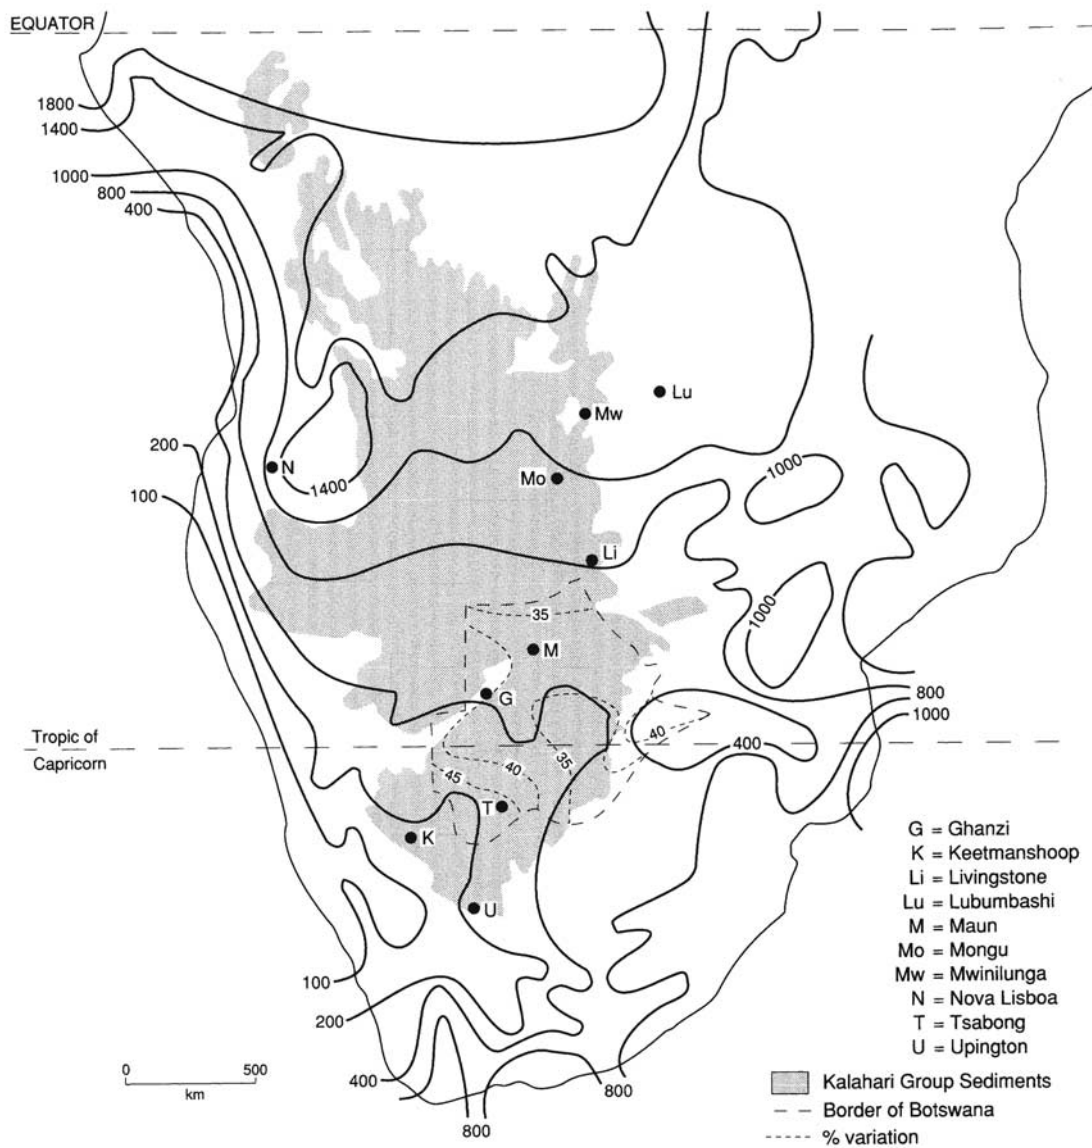 EQUATOR
1800
1400
1000
800
400
200
100
N
1400
Mw
Lu
Mo
1000
Li
35
1000
M
G
800
1000
Tropic of
Capricorn
40
400
35
40
45
T
K
U
100
200
400
800
800
G = Ghanzi
K = Keetmanshoop
Li = Livingstone
Lu = Lubumbashi
M = Maun
Mo = Mongu
Mw = Mwinilunga
N = Nova Lisboa
T = Tsabong
U = Upington
0 500
km
Kalahari Group Sediments
Border of Botswana
% variation